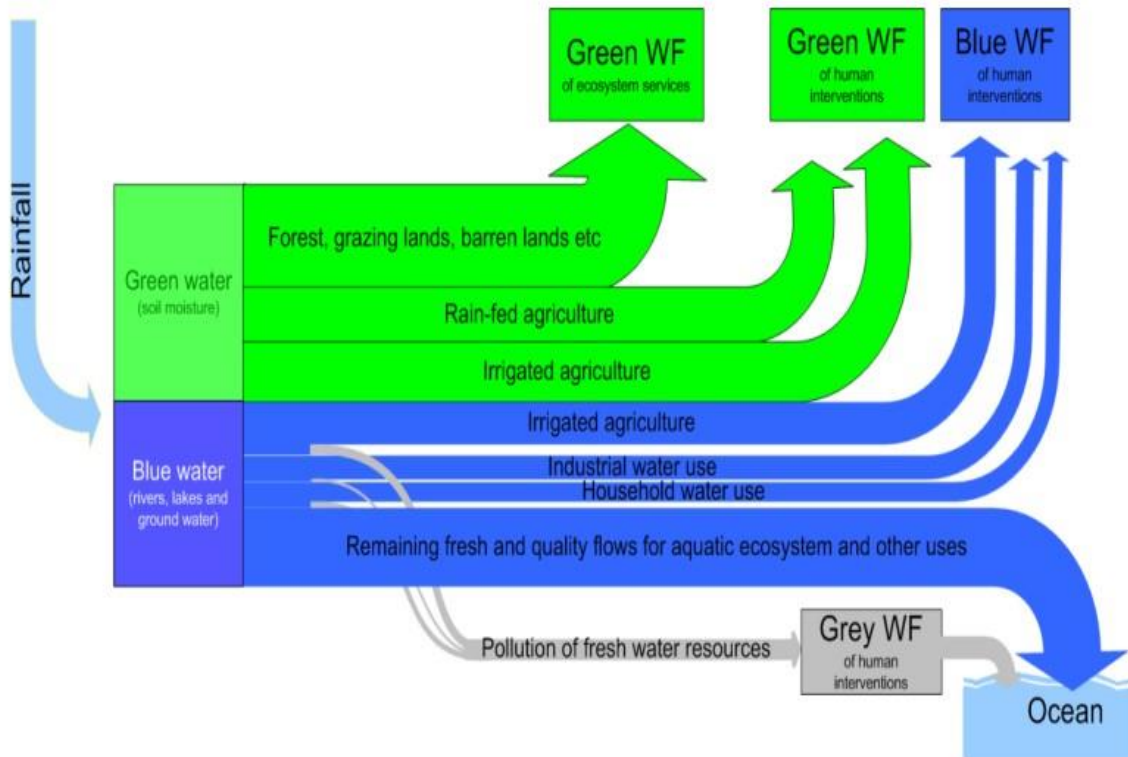 Green WF
of ecosystem services
Green WF
of human
interventions
Blue WF
of human
interventions
Rainfall
Green water
(soil moisture)
Forest, grazing lands, barren lands etc
Rain-fed agriculture
Irrigated agriculture
Blue water
(rivers, lakes and
ground water)
Irrigated agriculture
Industrial water use
Household water use
Remaining fresh and quality flows for aquatic ecosystem and other uses
Pollution of fresh water resources
Grey WF
of human
interventions
Ocean